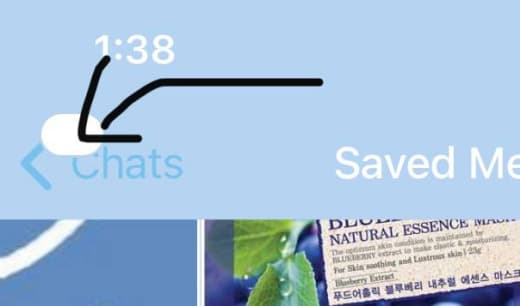 1:38
Chats
Saved Me
BLUE
NATURAL ESSENCE MASK
The optimum skin condition is maintained by
BLUEBERRY extract to make elastic & moisturizing.
For Skin soothing and Lustrous skin | 23g
Blueberry Extract
푸드어홀릭 블루베리 내추럴 에센스 마스크